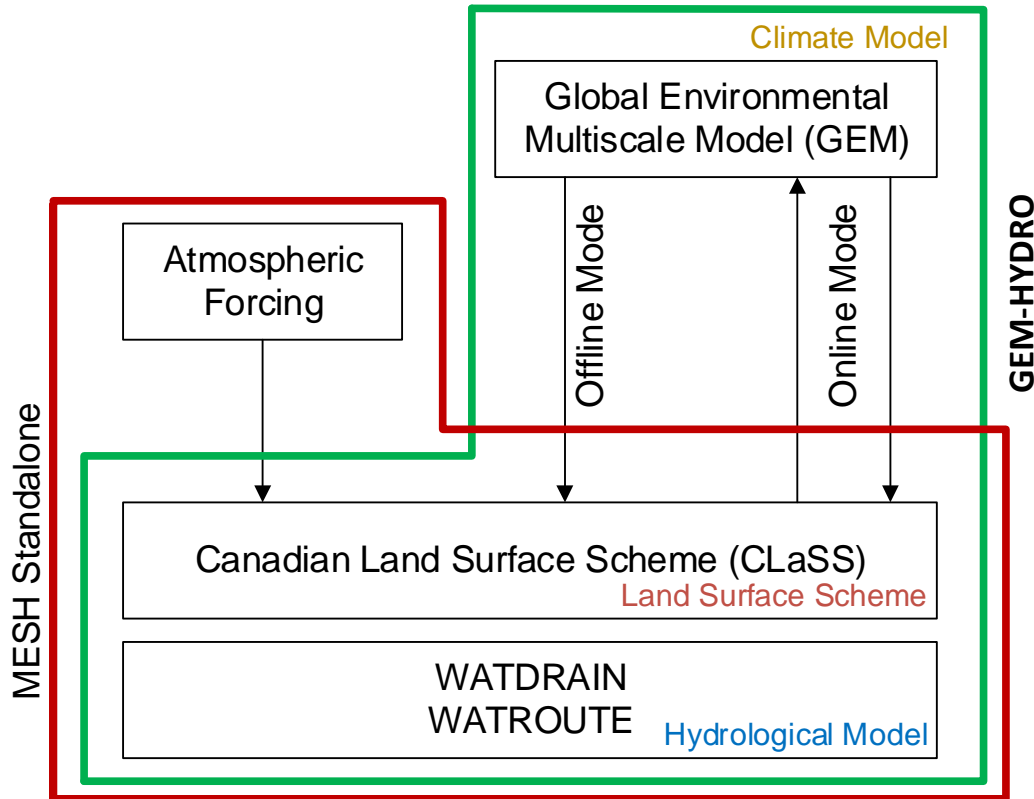 Climate Model
Global Environmental
Multiscale Model (GEM)
GEM-HYDRO
Atmospheric
Forcing
Offline Mode
Online Mode
MESH Standalone
Canadian Land Surface Scheme (CLaSS)
Land Surface Scheme
WATDRAIN
WATROUTE
Hydrological Model